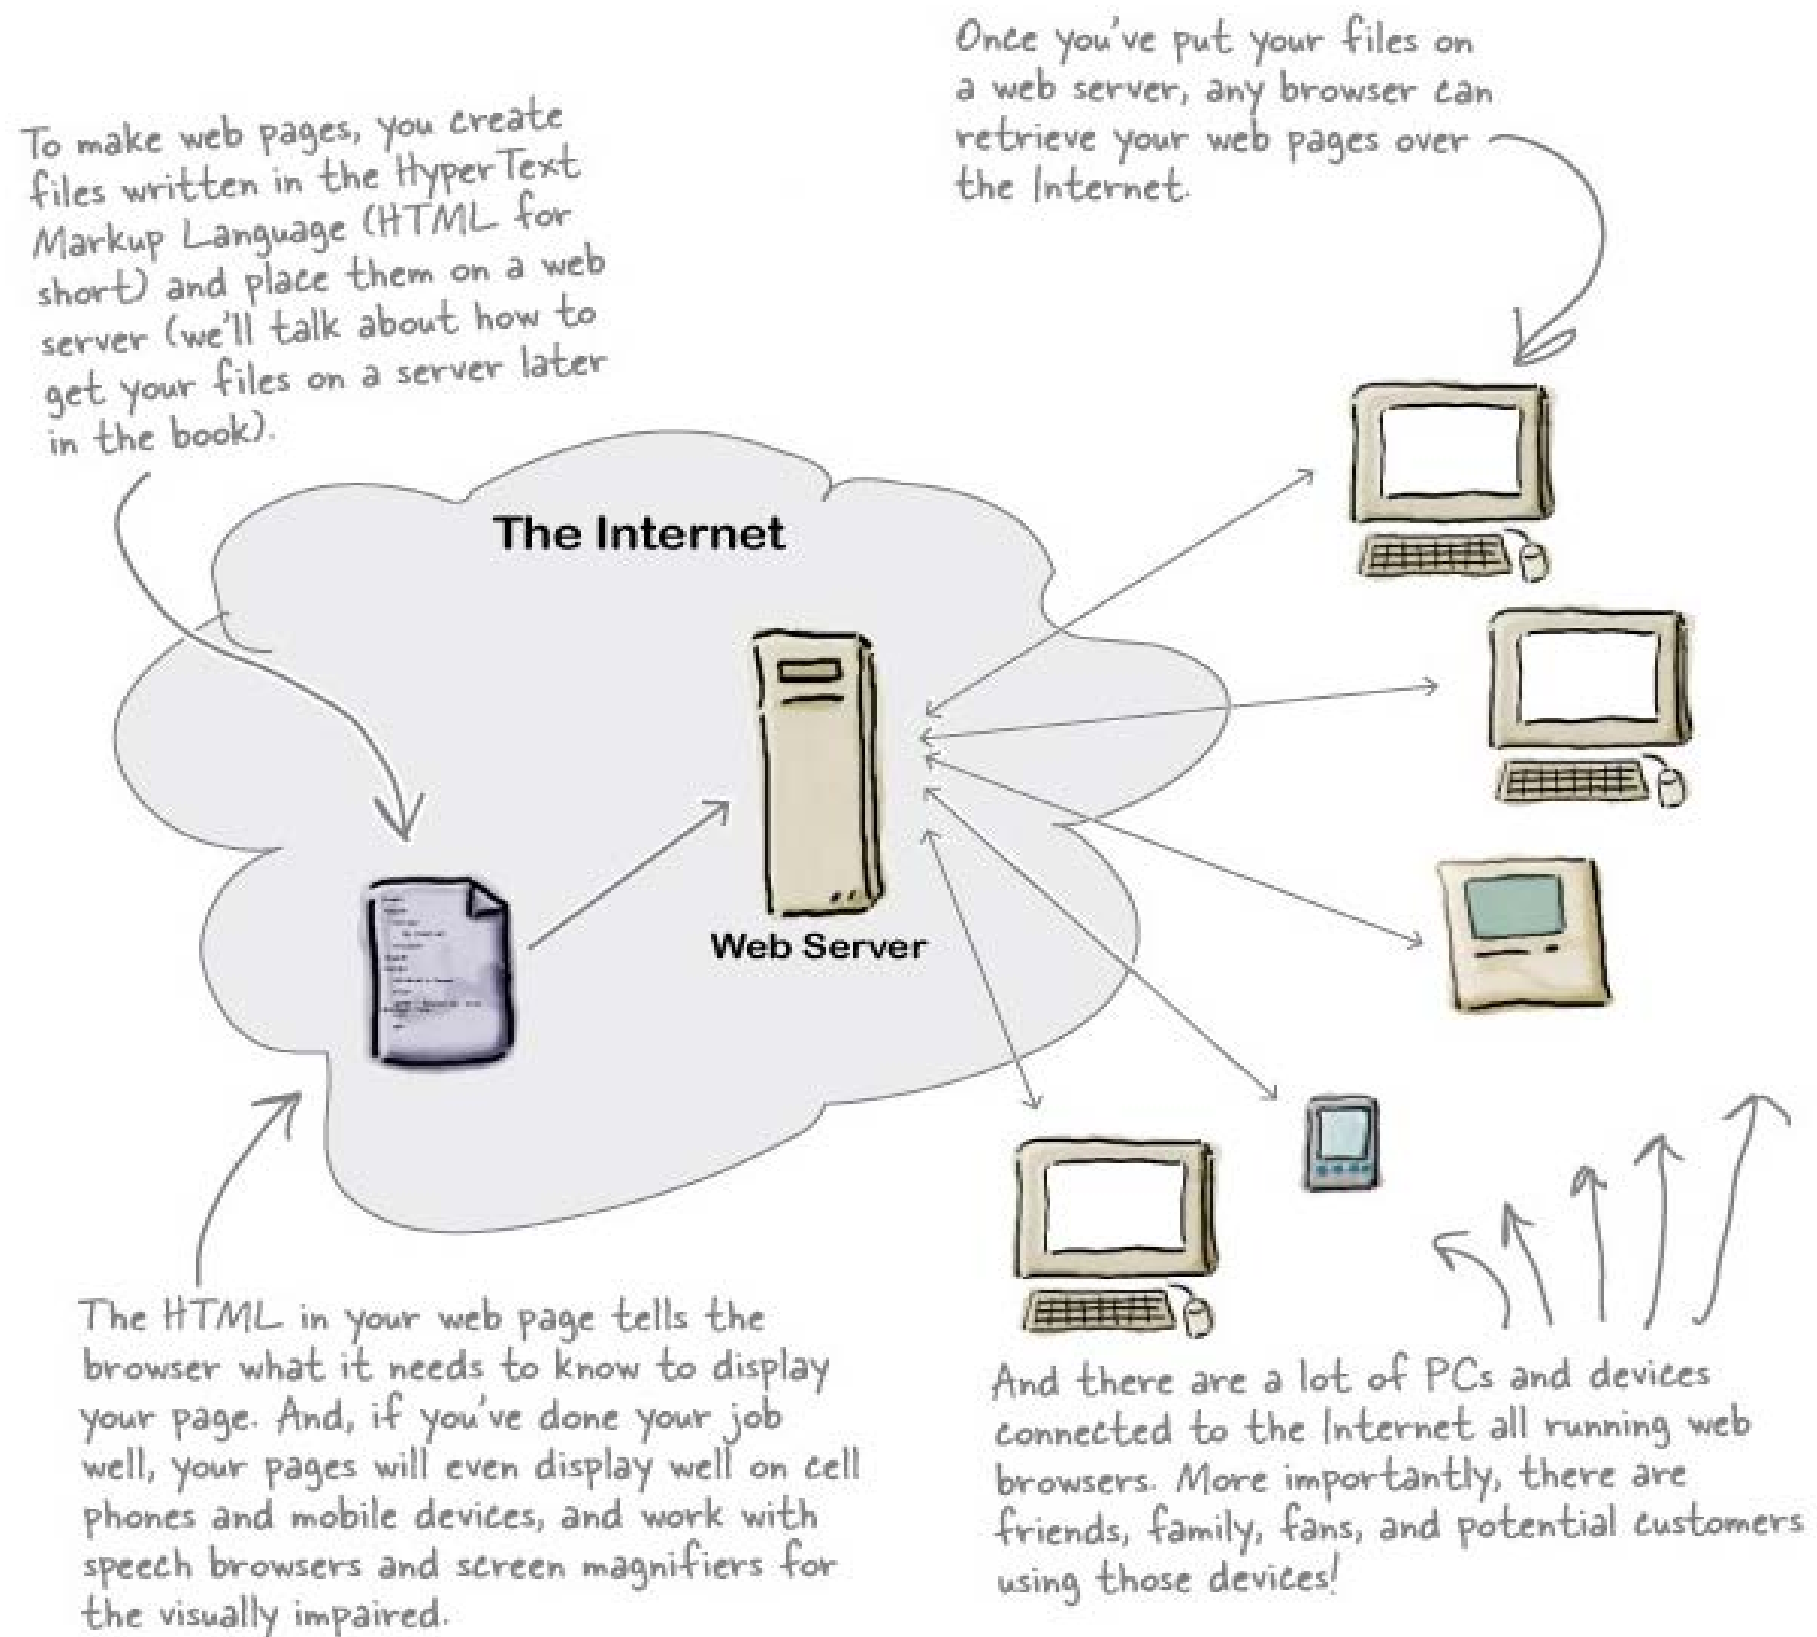 To make web pages, you create
files written in the HyperText
Markup Language (HTML for
short) and place them on a web
server (we'll talk about how to
get your files on a server later
in the book).
Once you've put your files on
a web server, any browser can
retrieve your web pages over
the Internet.
The Internet
Web Server
The HTML in your web page tells the
browser what it needs to know to display
your page. And, if you've done your job
well, your pages will even display well on cell
phones and mobile devices, and work with
speech browsers and screen magnifiers for
the visually impaired.
And there are a lot of PCs and devices
connected to the Internet all running web
browsers. More importantly, there are
friends, family, fans, and potential customers
using those devices!